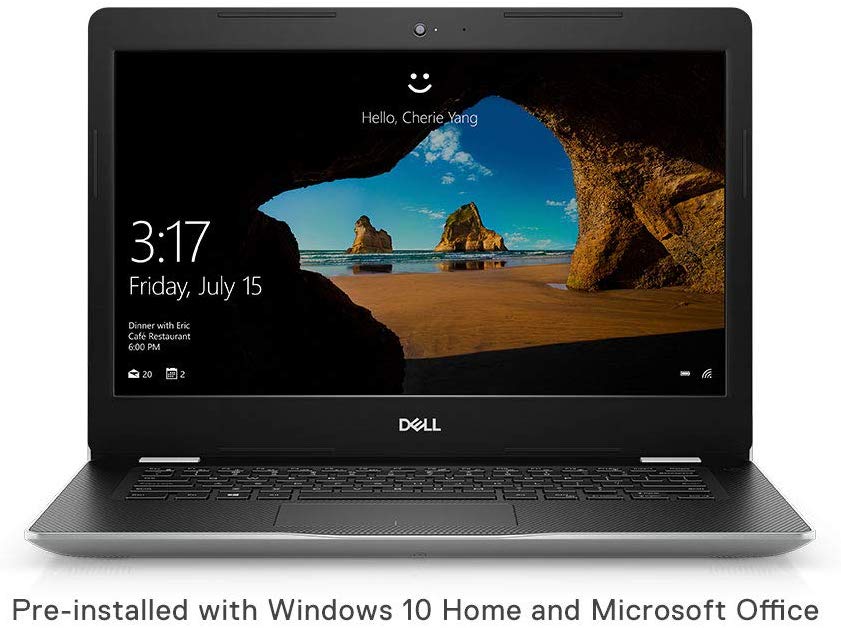 Hello, Cherie Yang
3:17
Friday, July 15
Dinner with Eric
Café Restaurant
6:00 PM
20 2
DELL
Pre-installed with Windows 10 Home and Microsoft Office